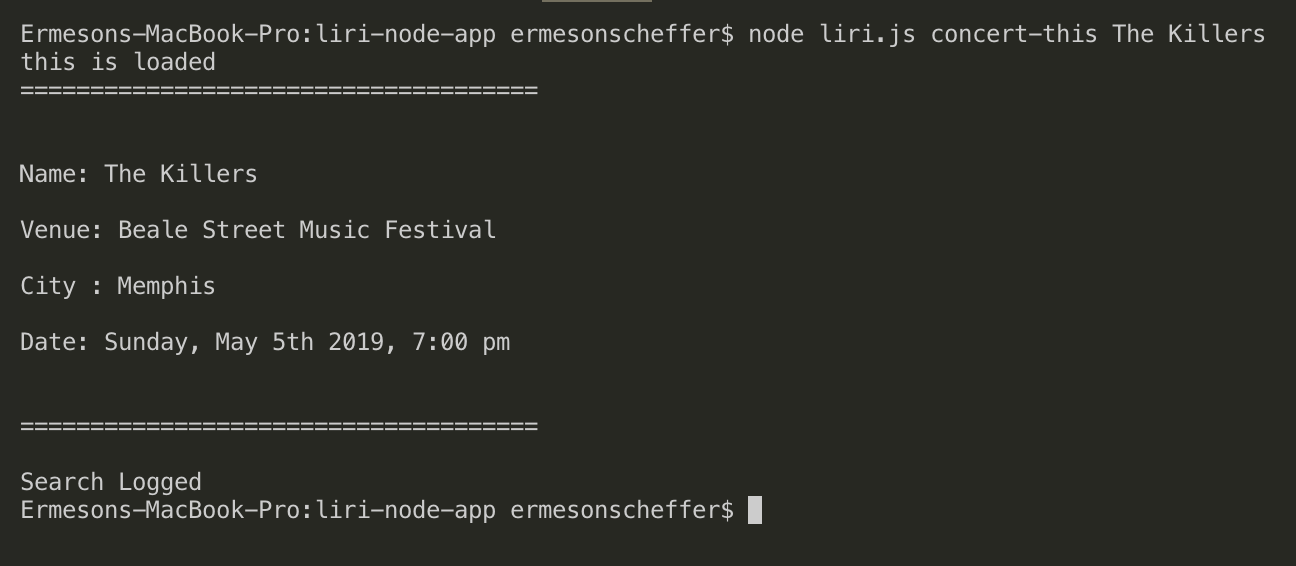 Ermesons-MacBook-Pro:liri-node-app ermesonscheffer$ node liri.js concert-this The Killers
this is loaded
=====================================
Name: The Killers
Venue: Beale Street Music Festival
City : Memphis
Date: Sunday, May 5th 2019, 7:00 pm
=====================================
Search Logged
Ermesons-MacBook-Pro:liri-node-app ermesonscheffer$